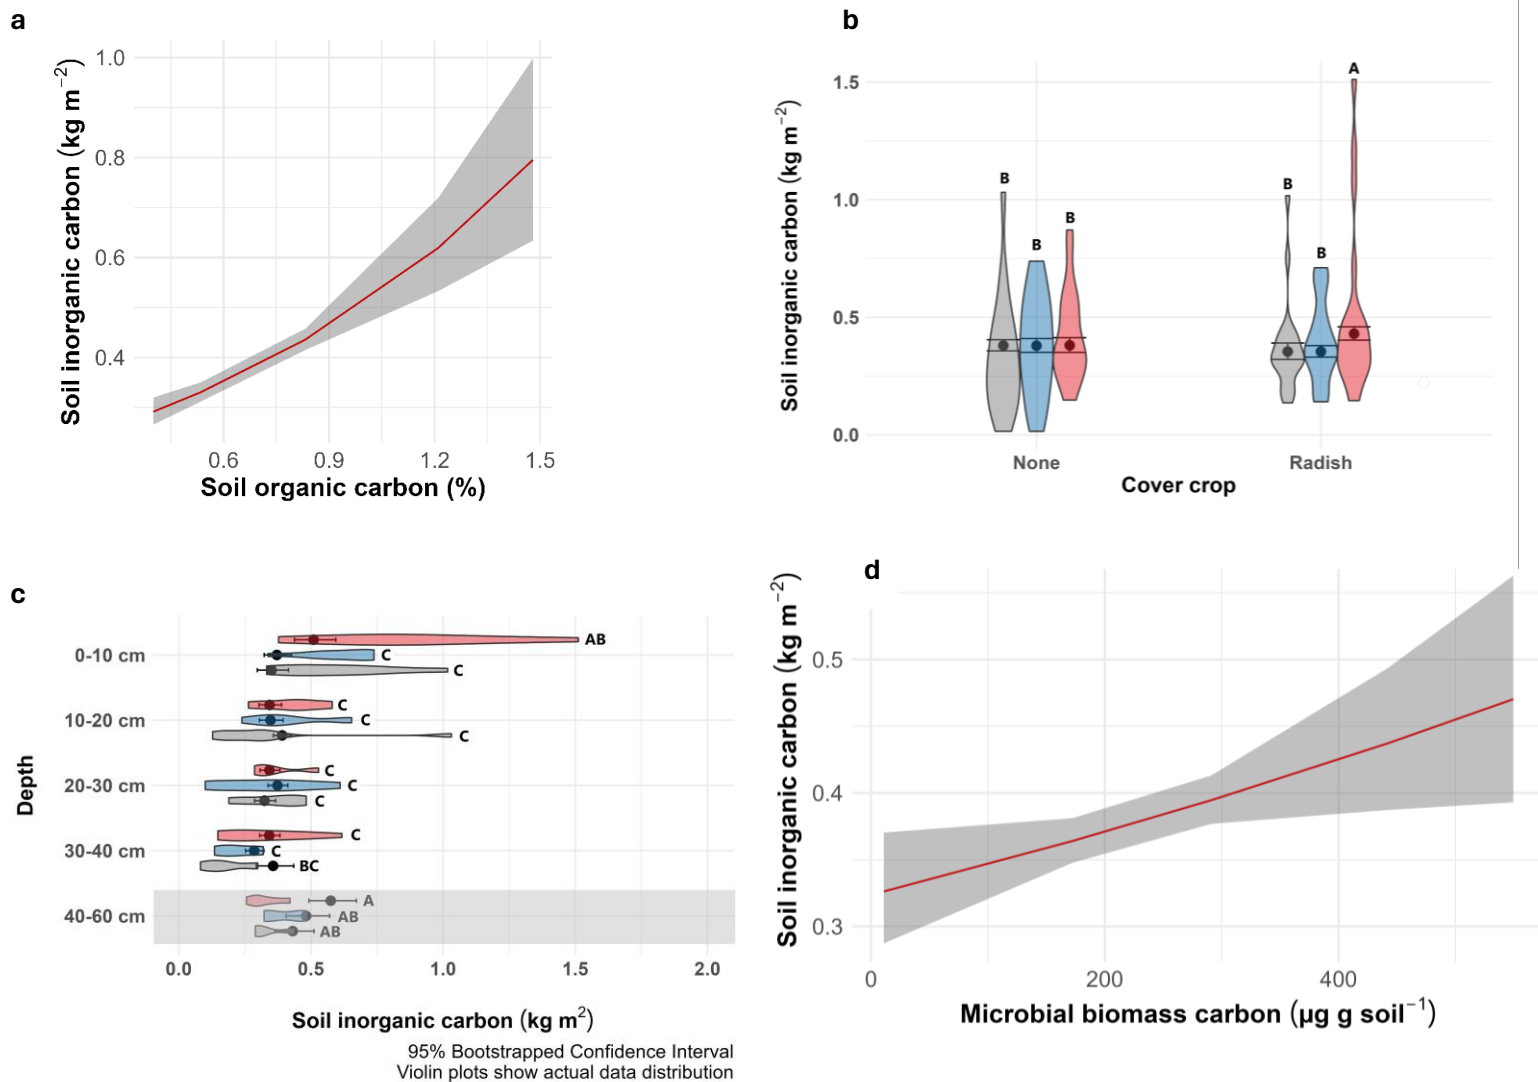 a
1.0
0.8
0.6
0.4
Soil inorganic carbon (kg m⁻²)
0.6 0.9 1.2 1.5
Soil organic carbon (%)
b
1.5
1.0
0.5
0.0
Soil inorganic carbon (kg m⁻²)
B B B B B A
None Radish
Cover crop
c
Depth
0-10 cm
AB
C
C
10-20 cm
C
C
C
20-30 cm
C
C
C
30-40 cm
C
C
BC
40-60 cm
A
AB
AB
0.0 0.5 1.0 1.5 2.0
Soil inorganic carbon (kg m²)
95% Bootstrapped Confidence Interval
Violin plots show actual data distribution
d
0.5
0.4
0.3
Soil inorganic carbon (kg m⁻²)
0 200 400
Microbial biomass carbon (µg g soil⁻¹)